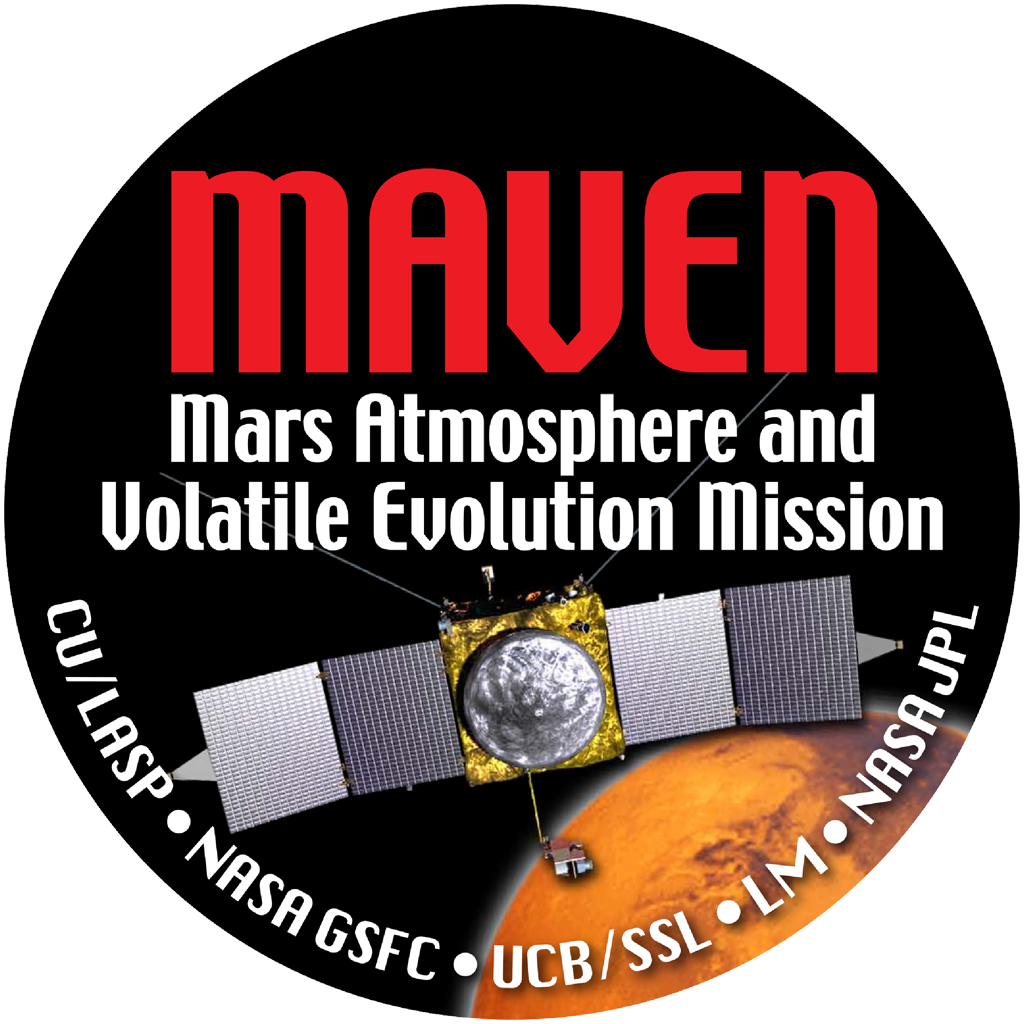 MAVEN
Mars Atmosphere and
Volatile Evolution Mission
CU/LASP • NASA GSFC • UCB/SSL • LM • NASA JPL